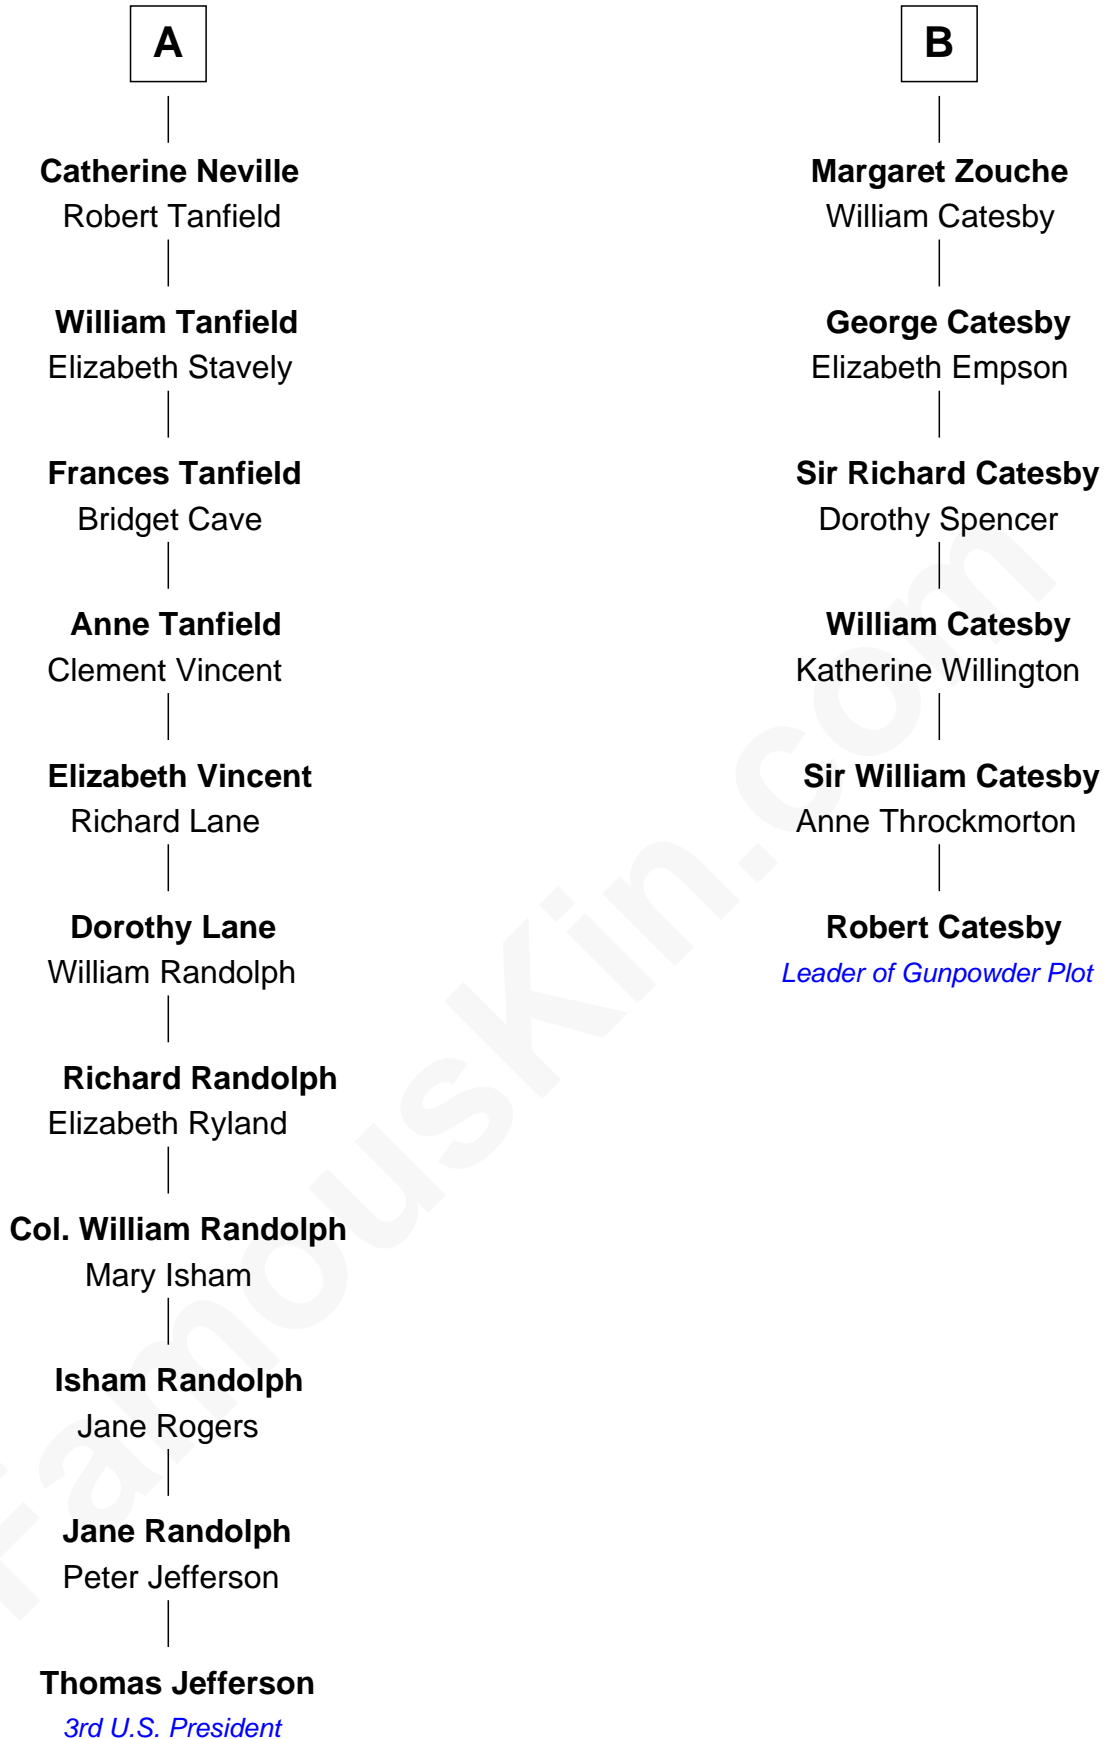 A
Catherine Neville
Robert Tanfield
William Tanfield
Elizabeth Stavely
Frances Tanfield
Bridget Cave
Anne Tanfield
Clement Vincent
Elizabeth Vincent
Richard Lane
Dorothy Lane
William Randolph
Richard Randolph
Elizabeth Ryland
Col. William Randolph
Mary Isham
Isham Randolph
Jane Rogers
Jane Randolph
Peter Jefferson
Thomas Jefferson
3rd U.S. President
B
Margaret Zouche
William Catesby
George Catesby
Elizabeth Empson
Sir Richard Catesby
Dorothy Spencer
William Catesby
Katherine Willington
Sir William Catesby
Anne Throckmorton
Robert Catesby
Leader of Gunpowder Plot
FamousKin.com